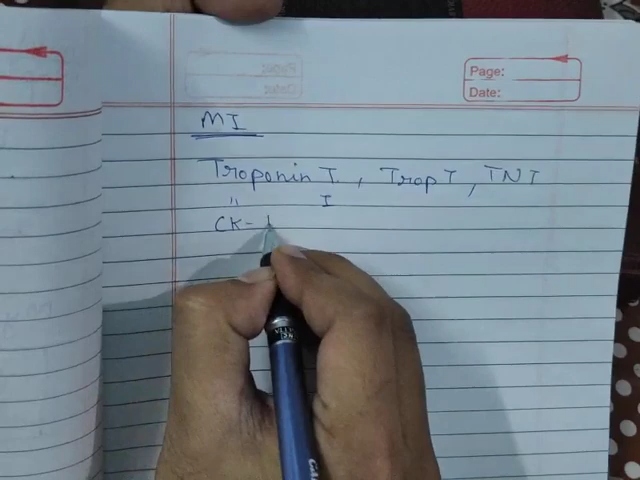 Page:
Date:
MI
Troponin T, Trop T, TNT
" I
CK-